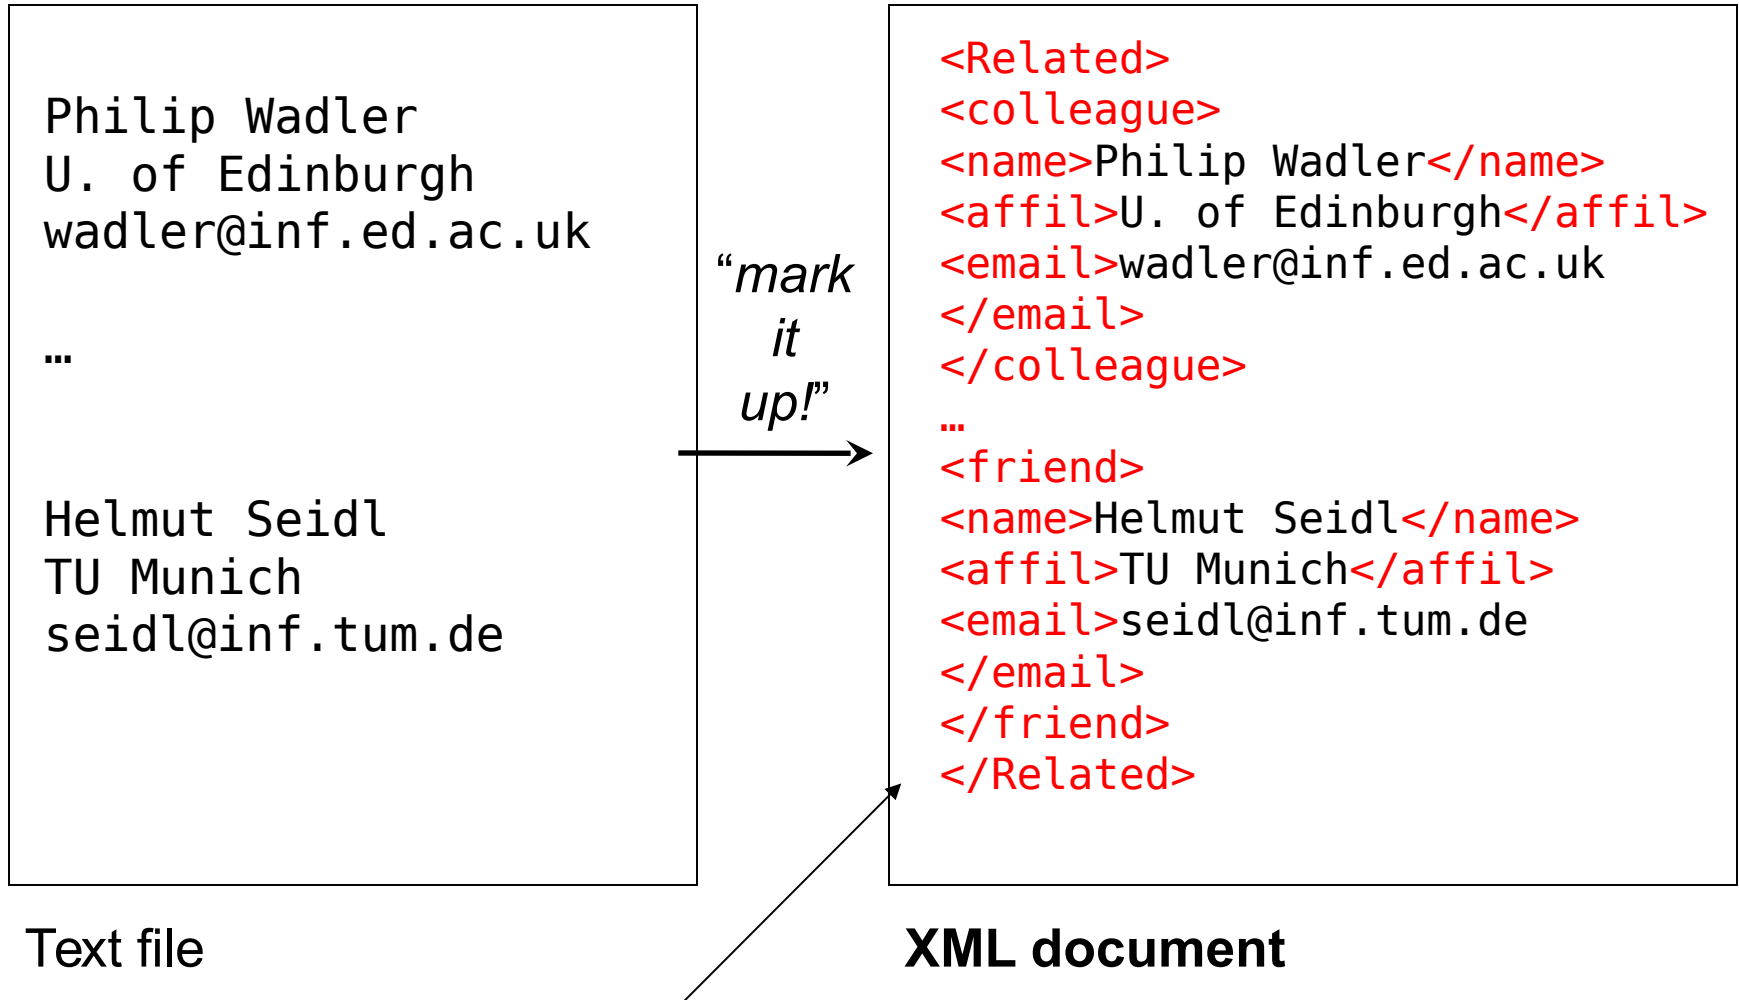 Philip Wadler
U. of Edinburgh
wadler@inf.ed.ac.uk
…
Helmut Seidl
TU Munich
seidl@inf.tum.de
Text file
“mark
it
up!”
<Related>
<colleague>
<name>Philip Wadler</name>
<affil>U. of Edinburgh</affil>
<email>wadler@inf.ed.ac.uk
</email>
</colleague>
…
<friend>
<name>Helmut Seidl</name>
<affil>TU Munich</affil>
<email>seidl@inf.tum.de
</email>
</friend>
</Related>
XML document